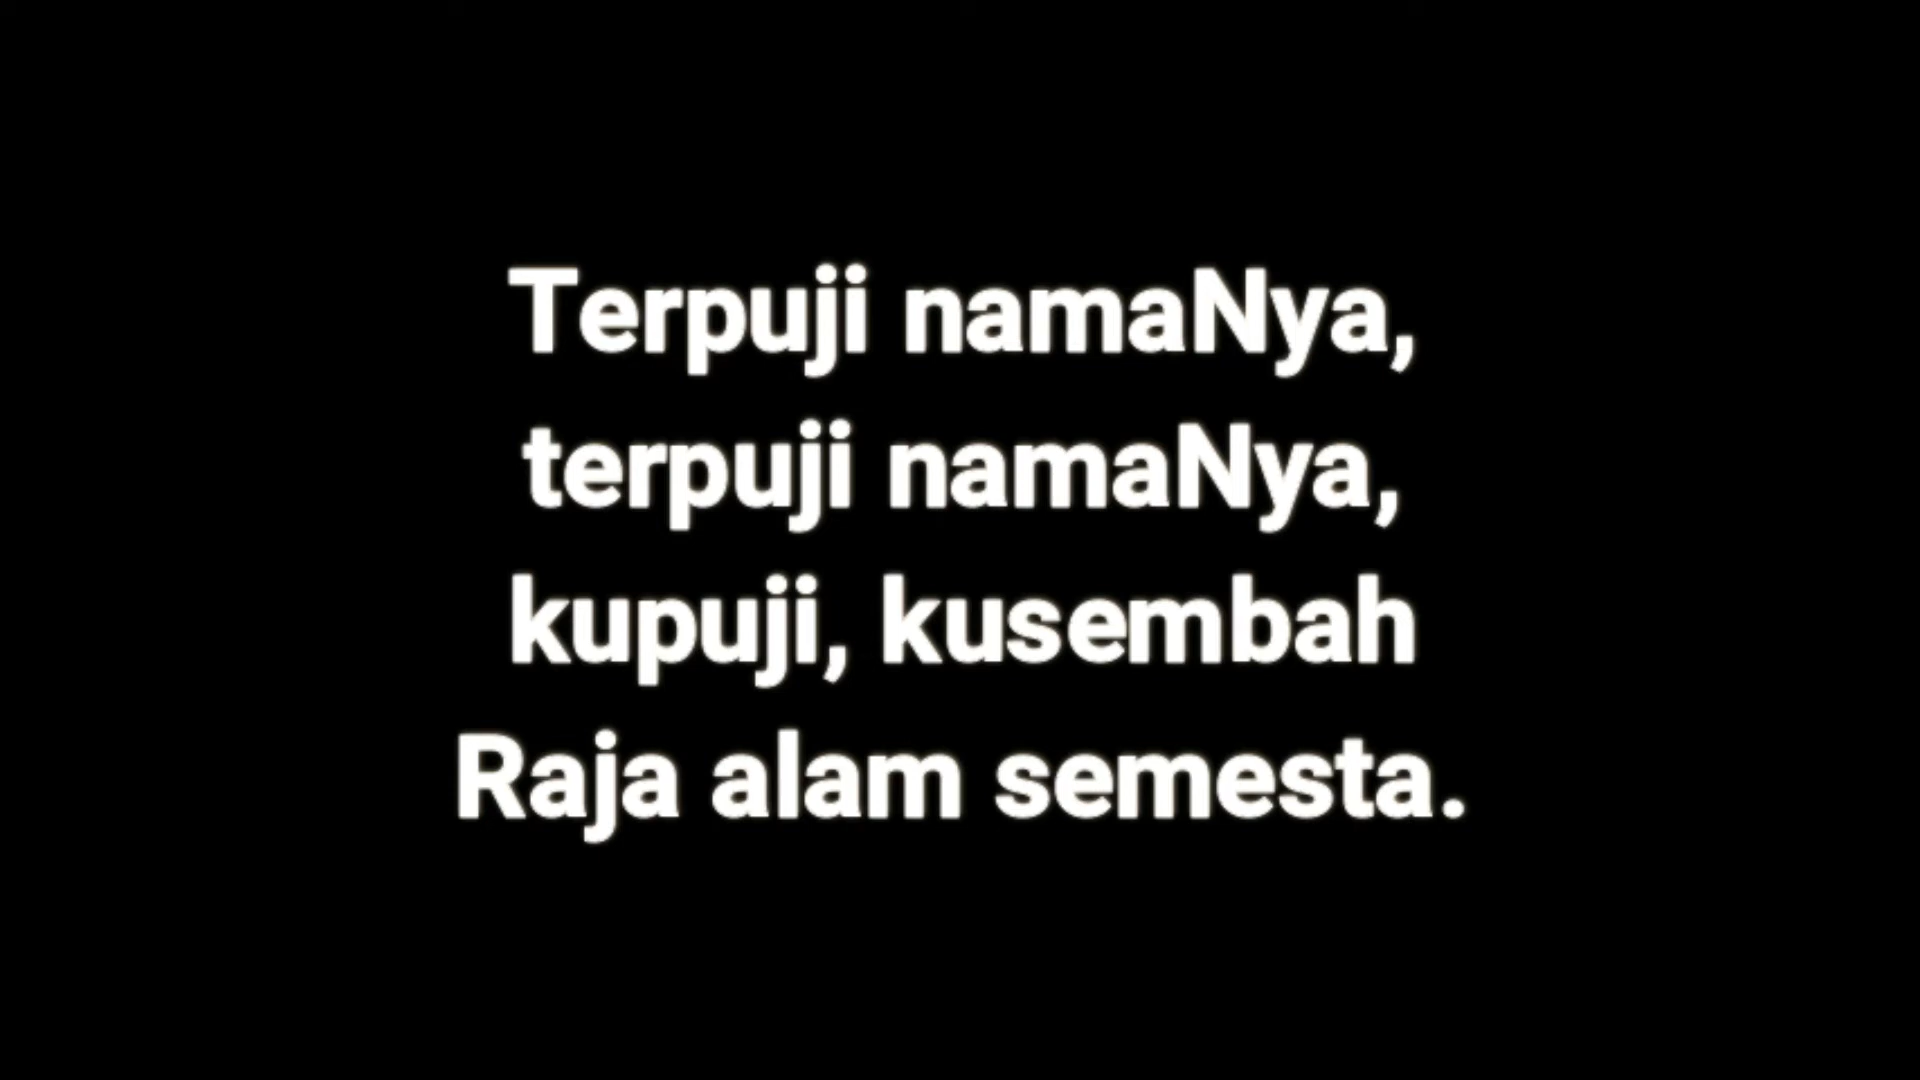 Terpuji namaNya,
terpuji namaNya,
kupuji, kusembah
Raja alam semesta.